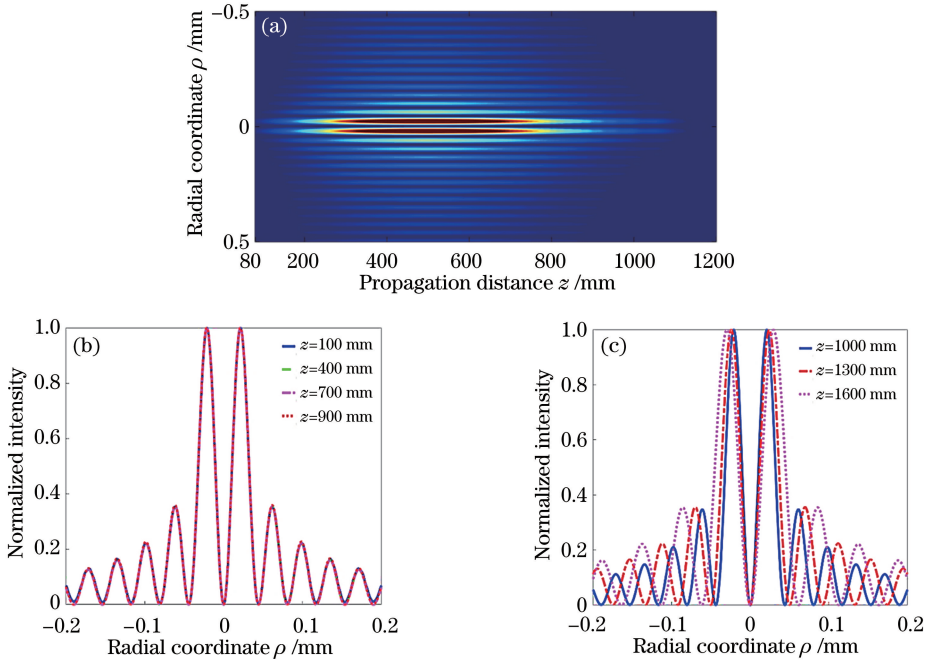 (a)
Radial coordinate ρ /mm
−0.5
0
0.5
80 200 400 600 800 1000 1200
Propagation distance z /mm
(b)
Normalized intensity
1.0
0.8
0.6
0.4
0.2
0
z=100 mm
z=400 mm
z=700 mm
z=900 mm
−0.2 −0.1 0 0.1 0.2
Radial coordinate ρ /mm
(c)
Normalized intensity
1.0
0.8
0.6
0.4
0.2
0
z=1000 mm
z=1300 mm
z=1600 mm
−0.2 −0.1 0 0.1 0.2
Radial coordinate ρ /mm